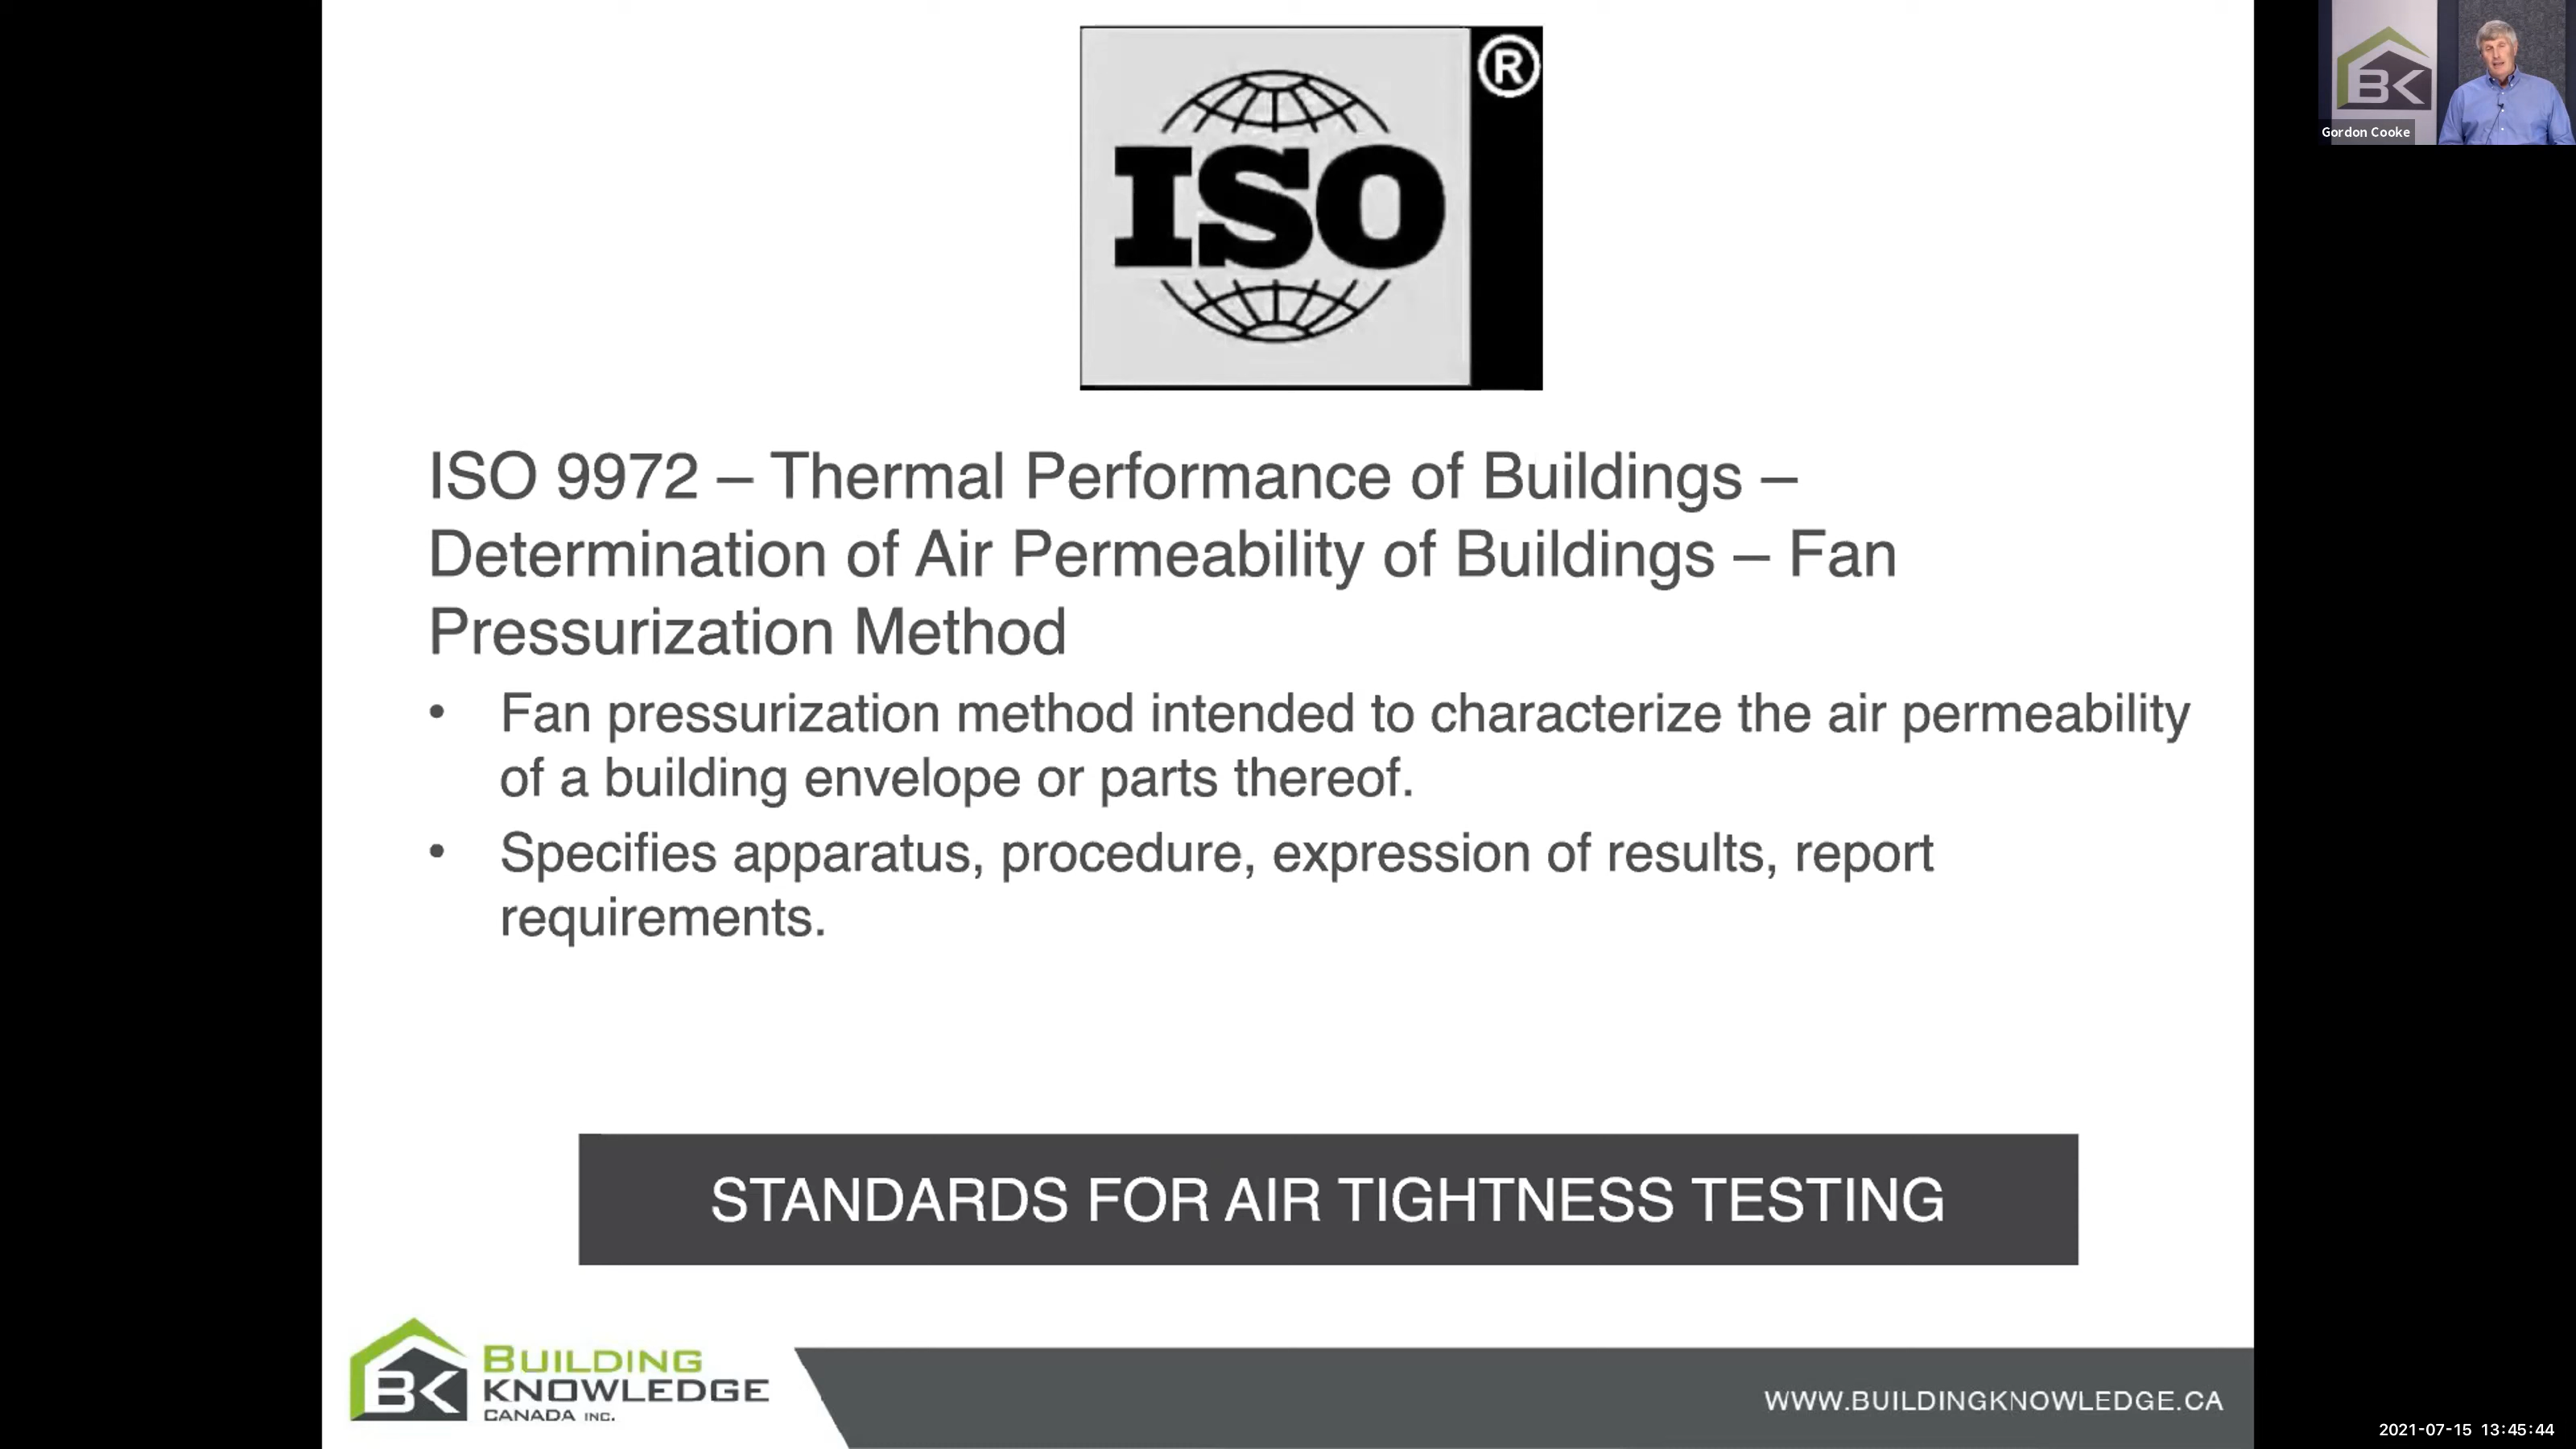 ISO
®
BK
Gordon Cooke
ISO 9972 – Thermal Performance of Buildings –
Determination of Air Permeability of Buildings – Fan
Pressurization Method
• Fan pressurization method intended to characterize the air permeability
of a building envelope or parts thereof.
• Specifies apparatus, procedure, expression of results, report
requirements.
STANDARDS FOR AIR TIGHTNESS TESTING
BK
BUILDING
KNOWLEDGE
CANADA INC.
WWW.BUILDINGKNOWLEDGE.CA
2021-07-15 13:45:44